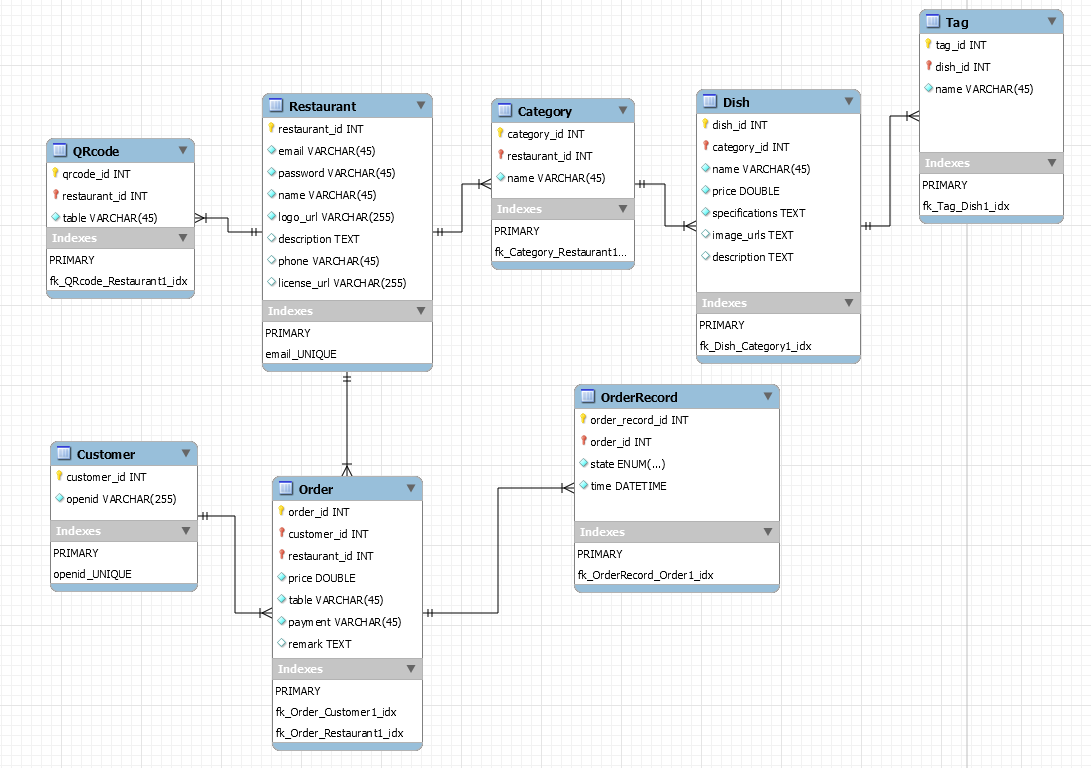 Tag
tag_id INT
dish_id INT
name VARCHAR(45)
Indexes
PRIMARY
fk_Tag_Dish1_idx
Restaurant
restaurant_id INT
email VARCHAR(45)
password VARCHAR(45)
name VARCHAR(45)
logo_url VARCHAR(255)
description TEXT
phone VARCHAR(45)
license_url VARCHAR(255)
Indexes
PRIMARY
email_UNIQUE
Category
category_id INT
restaurant_id INT
name VARCHAR(45)
Indexes
PRIMARY
fk_Category_Restaurant1...
Dish
dish_id INT
category_id INT
name VARCHAR(45)
price DOUBLE
specifications TEXT
image_urls TEXT
description TEXT
Indexes
PRIMARY
fk_Dish_Category1_idx
QRcode
qrcode_id INT
restaurant_id INT
table VARCHAR(45)
Indexes
PRIMARY
fk_QRcode_Restaurant1_idx
OrderRecord
order_record_id INT
order_id INT
state ENUM(...)
time DATETIME
Indexes
PRIMARY
fk_OrderRecord_Order1_idx
Customer
customer_id INT
openid VARCHAR(255)
Indexes
PRIMARY
openid_UNIQUE
Order
order_id INT
customer_id INT
restaurant_id INT
price DOUBLE
table VARCHAR(45)
payment VARCHAR(45)
remark TEXT
Indexes
PRIMARY
fk_Order_Customer1_idx
fk_Order_Restaurant1_idx